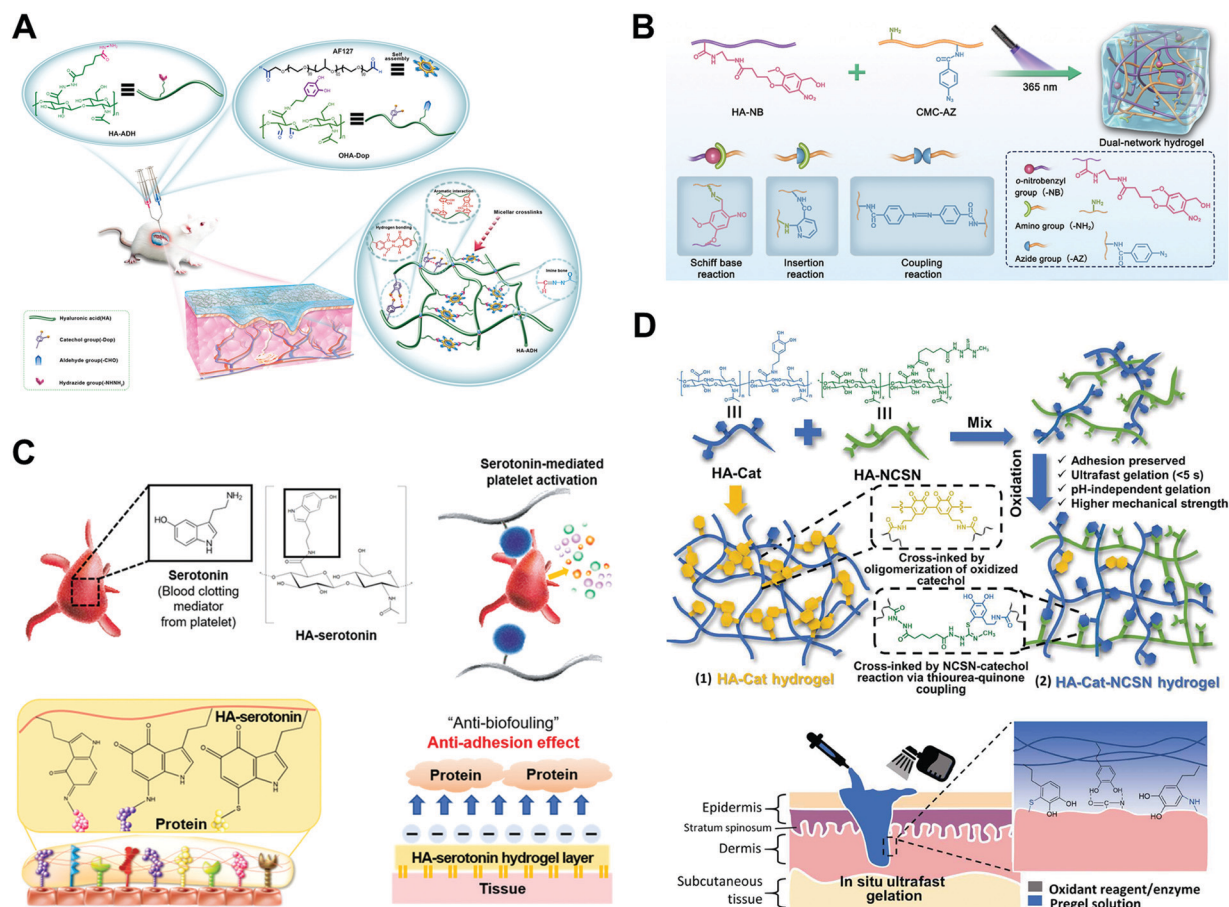 A
AF127
Self
assembly
HA-ADH
OHA-Dop
Aromatic interaction
Micellar crosslinks
Hydrogen bonding
Imine bone
HA-ADH
Hyaluronic acid(HA)
Catechol group(-Dop)
Aldehyde group(-CHO)
Hydrazide group(-NHNH₂)
B
365 nm
HA-NB
CMC-AZ
Dual-network hydrogel
Schiff base
reaction
Insertion
reaction
Coupling
reaction
o-nitrobenzyl
group (-NB)
Amino group (-NH₂)
Azide group (-AZ)
C
Serotonin
(Blood clotting
mediator
from platelet)
HA-serotonin
Serotonin-mediated
platelet activation
HA-serotonin
Protein
"Anti-biofouling"
Anti-adhesion effect
Protein Protein
HA-serotonin hydrogel layer
Tissue
D
HA-Cat
HA-NCSN
Mix
Oxidation
✓ Adhesion preserved
✓ Ultrafast gelation (<5 s)
✓ pH-independent gelation
✓ Higher mechanical strength
Cross-inked by
oligomerization of oxidized
catechol
Cross-inked by NCSN-catechol
reaction via thiourea-quinone
coupling
(1) HA-Cat hydrogel
(2) HA-Cat-NCSN hydrogel
Epidermis
Stratum spinosum
Dermis
Subcutaneous
tissue
In situ ultrafast
gelation
Oxidant reagent/enzyme
Pregel solution